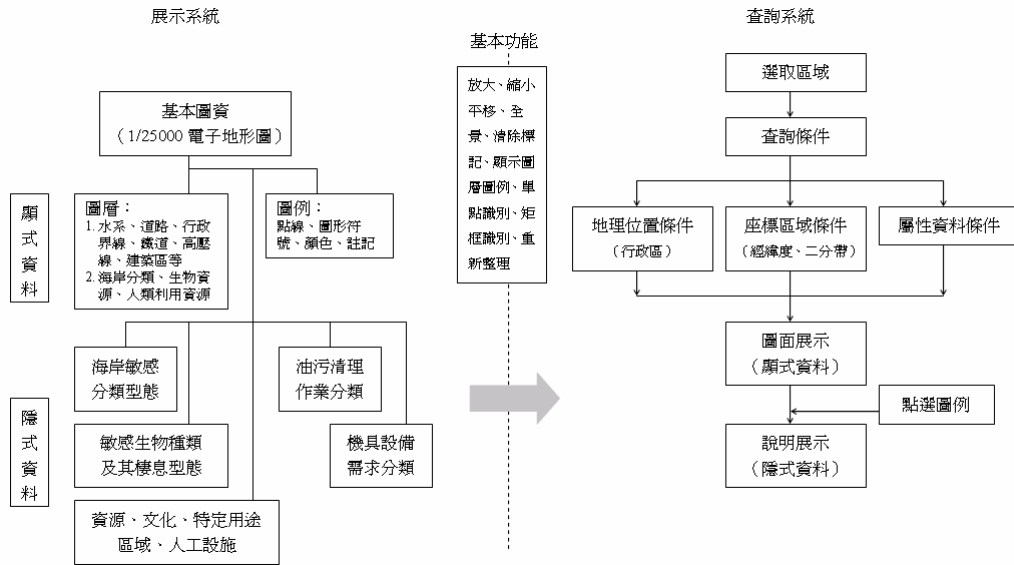 展示系統
基本圖資
（1/25000 電子地形圖）
顯
式
資
料
圖層：
1. 水系、道路、行政
界線、鐵道、高壓
線、建築區等
2. 海岸分類、生物資
源、人類利用資源
圖例：
點線、圖形符
號、顏色、註記
隱
式
資
料
海岸敏感
分類型態
油污清理
作業分類
敏感生物種類
及其棲息型態
機具設備
需求分類
資源、文化、特定用途
區域、人工設施
基本功能
放大、縮小
平移、全
景、清除標
記、顯示圖
層圖例、單
點識別、矩
框識別、重
新整理
查詢系統
選取區域
查詢條件
地理位置條件
（行政區）
座標區域條件
（經緯度、二分帶）
屬性資料條件
圖面展示
（顯式資料）
點選圖例
說明展示
（隱式資料）